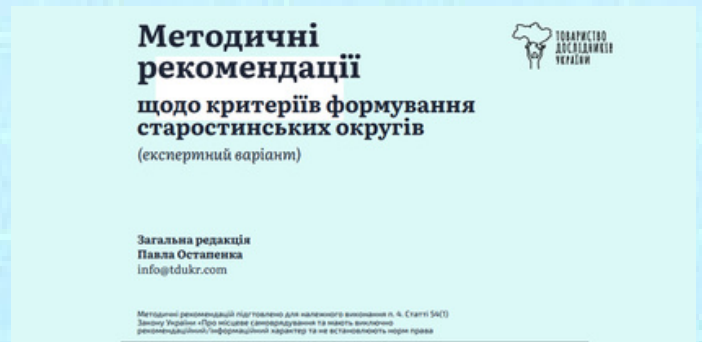 Методичні
рекомендації
щодо критеріїв формування
старостинських округів
(експертний варіант)
ТОВАРИСТВО
ДОСЛІДНИКІВ
УКРАЇНИ
Загальна редакція
Павла Остапенка
info@tdukr.com
Методичні рекомендації підготовлено для належного виконання п. 4. Статті 54(1)
Закону України «Про місцеве самоврядування та мають виключно
рекомендаційний/інформаційний характер та не встановлюють норм права